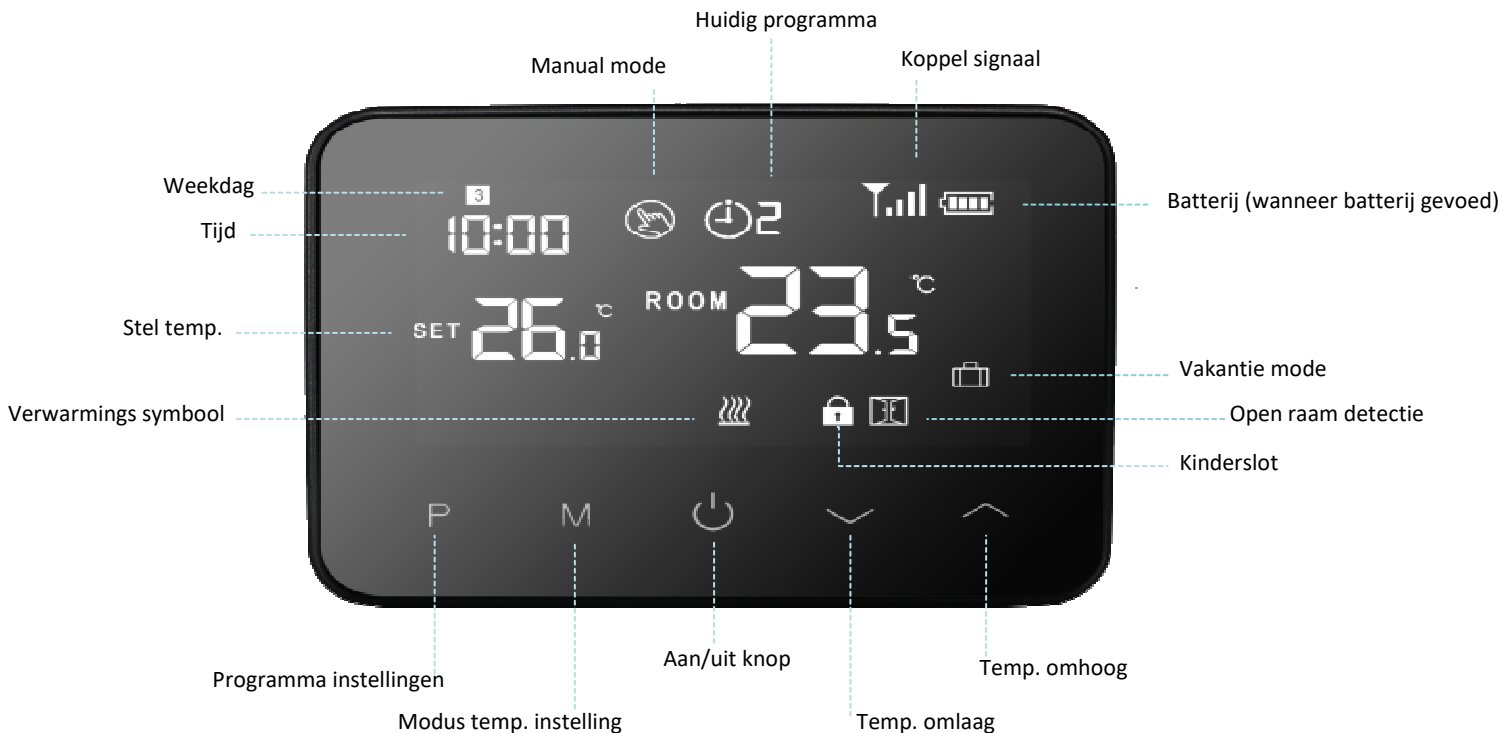 Huidig programma
Manual mode
Koppel signaal
Weekdag
3
Batterij (wanneer batterij gevoed)
Tijd
10:00
2
Stel temp.
SET 26.0 °C
ROOM 23.5 °C
Vakantie mode
Verwarmings symbool
Open raam detectie
Kinderslot
P M
Aan/uit knop
Temp. omhoog
Programma instellingen
Modus temp. instelling
Temp. omlaag